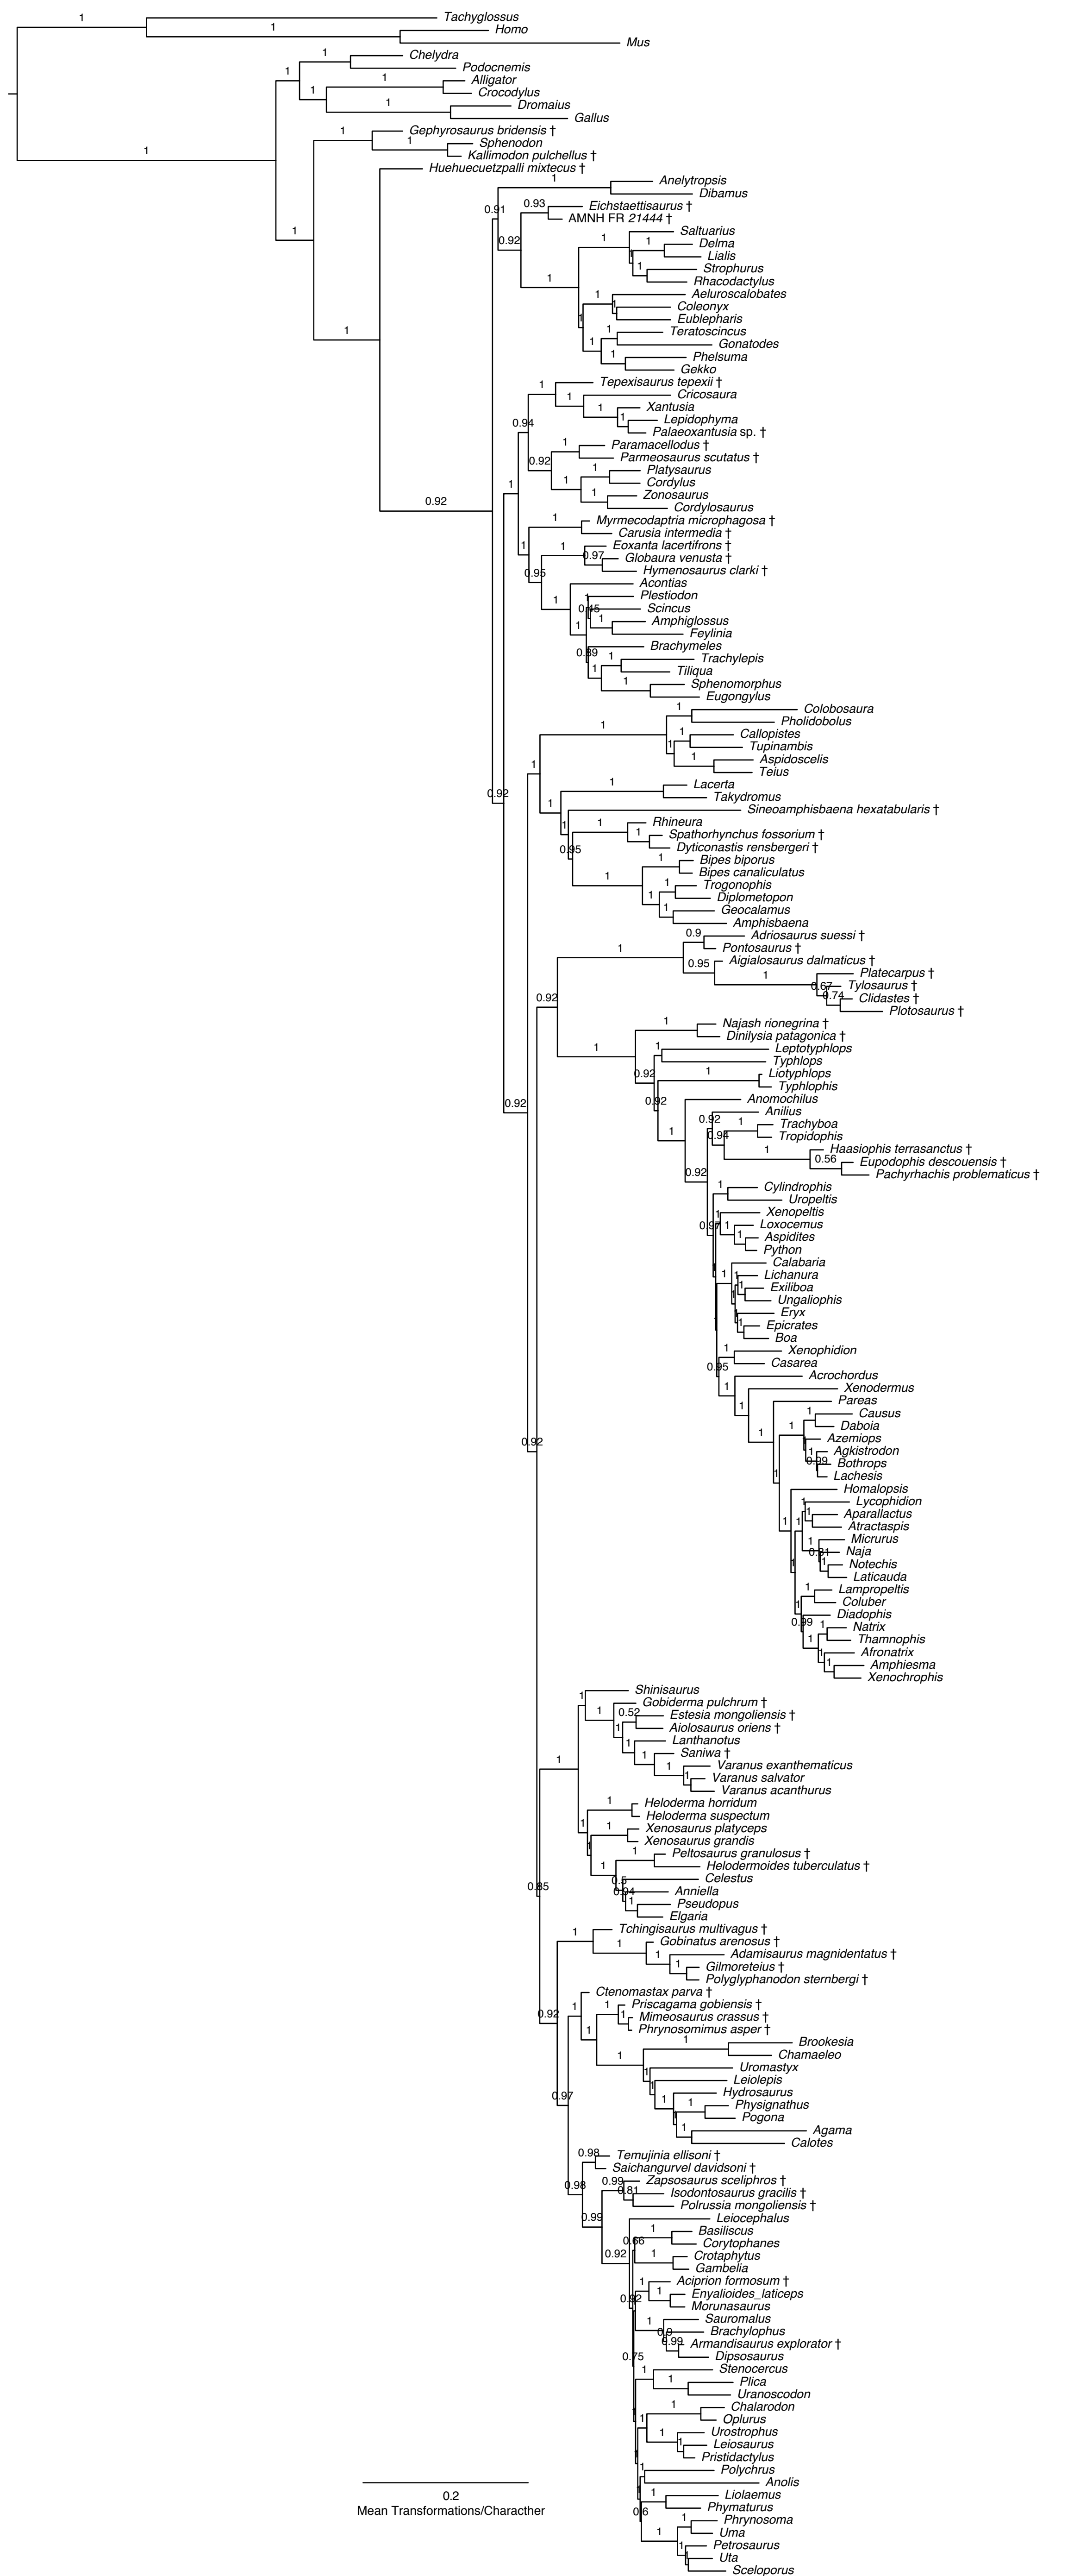 Tachyglossus
Homo
Mus
Chelydra
Podocnemis
Alligator
Crocodylus
Dromaius
Gallus
Gephyrosaurus bridensis †
Sphenodon
Kallimodon pulchellus †
Huehuecuetzpalli mixtecus †
Anelytropsis
Dibamus
Eichstaettisaurus †
AMNH FR 21444 †
Saltuarius
Delma
Lialis
Strophurus
Rhacodactylus
Aeluroscalobates
Coleonyx
Eublepharis
Teratoscincus
Gonatodes
Phelsuma
Gekko
Tepexisaurus tepexii †
Cricosaura
Xantusia
Lepidophyma
Palaeoxantusia sp. †
Paramacellodus †
Parmeosaurus scutatus †
Platysaurus
Cordylus
Zonosaurus
Cordylosaurus
Myrmecodaptria microphagosa †
Carusia intermedia †
Eoxanta lacertifrons †
Globaura venusta †
Hymenosaurus clarki †
Acontias
Plestiodon
Scincus
Amphiglossus
Feylinia
Brachymeles
Trachylepis
Tiliqua
Sphenomorphus
Eugongylus
Colobosaura
Pholidobolus
Callopistes
Tupinambis
Aspidoscelis
Teius
Lacerta
Takydromus
Sineoamphisbaena hexatabularis †
Rhineura
Spathorhynchus fossorium †
Dyticonastis rensbergeri †
Bipes biporus
Bipes canaliculatus
Trogonophis
Diplometopon
Geocalamus
Amphisbaena
Adriosaurus suessi †
Pontosaurus †
Aigialosaurus dalmaticus †
Platecarpus †
Tylosaurus †
Clidastes †
Plotosaurus †
Najash rionegrina †
Dinilysia patagonica †
Leptotyphlops
Typhlops
Liotyphlops
Typhlophis
Anomochilus
Anilius
Trachyboa
Tropidophis
Haasiophis terrasanctus †
Eupodophis descouensis †
Pachyrhachis problematicus †
Cylindrophis
Uropeltis
Xenopeltis
Loxocemus
Aspidites
Python
Calabaria
Lichanura
Exiliboa
Ungaliophis
Eryx
Epicrates
Boa
Xenophidion
Casarea
Acrochordus
Xenodermus
Pareas
Causus
Daboia
Azemiops
Agkistrodon
Bothrops
Lachesis
Homalopsis
Lycophidion
Aparallactus
Atractaspis
Micrurus
Naja
Notechis
Laticauda
Lampropeltis
Coluber
Diadophis
Natrix
Thamnophis
Afronatrix
Amphiesma
Xenochrophis
Shinisaurus
Gobiderma pulchrum †
Estesia mongoliensis †
Aiolosaurus oriens †
Lanthanotus
Saniwa †
Varanus exanthematicus
Varanus salvator
Varanus acanthurus
Heloderma horridum
Heloderma suspectum
Xenosaurus platyceps
Xenosaurus grandis
Peltosaurus granulosus †
Helodermoides tuberculatus †
Celestus
Anniella
Pseudopus
Elgaria
Tchingisaurus multivagus †
Gobinatus arenosus †
Adamisaurus magnidentatus †
Gilmoreteius †
Polyglyphanodon sternbergi †
Ctenomastax parva †
Priscagama gobiensis †
Mimeosaurus crassus †
Phrynosomimus asper †
Brookesia
Chamaeleo
Uromastyx
Leiolepis
Hydrosaurus
Physignathus
Pogona
Agama
Calotes
Temujinia ellisoni †
Saichangurvel davidsoni †
Zapsosaurus sceliphros †
Isodontosaurus gracilis †
Polrussia mongoliensis †
Leiocephalus
Basiliscus
Corytophanes
Crotaphytus
Gambelia
Aciprion formosum †
Enyalioides_laticeps
Morunasaurus
Sauromalus
Brachylophus
Armandisaurus explorator †
Dipsosaurus
Stenocercus
Plica
Uranoscodon
Chalarodon
Oplurus
Urostrophus
Leiosaurus
Pristidactylus
Polychrus
Anolis
Liolaemus
Phymaturus
Phrynosoma
Uma
Petrosaurus
Uta
Sceloporus
0.2
Mean Transformations/Characther